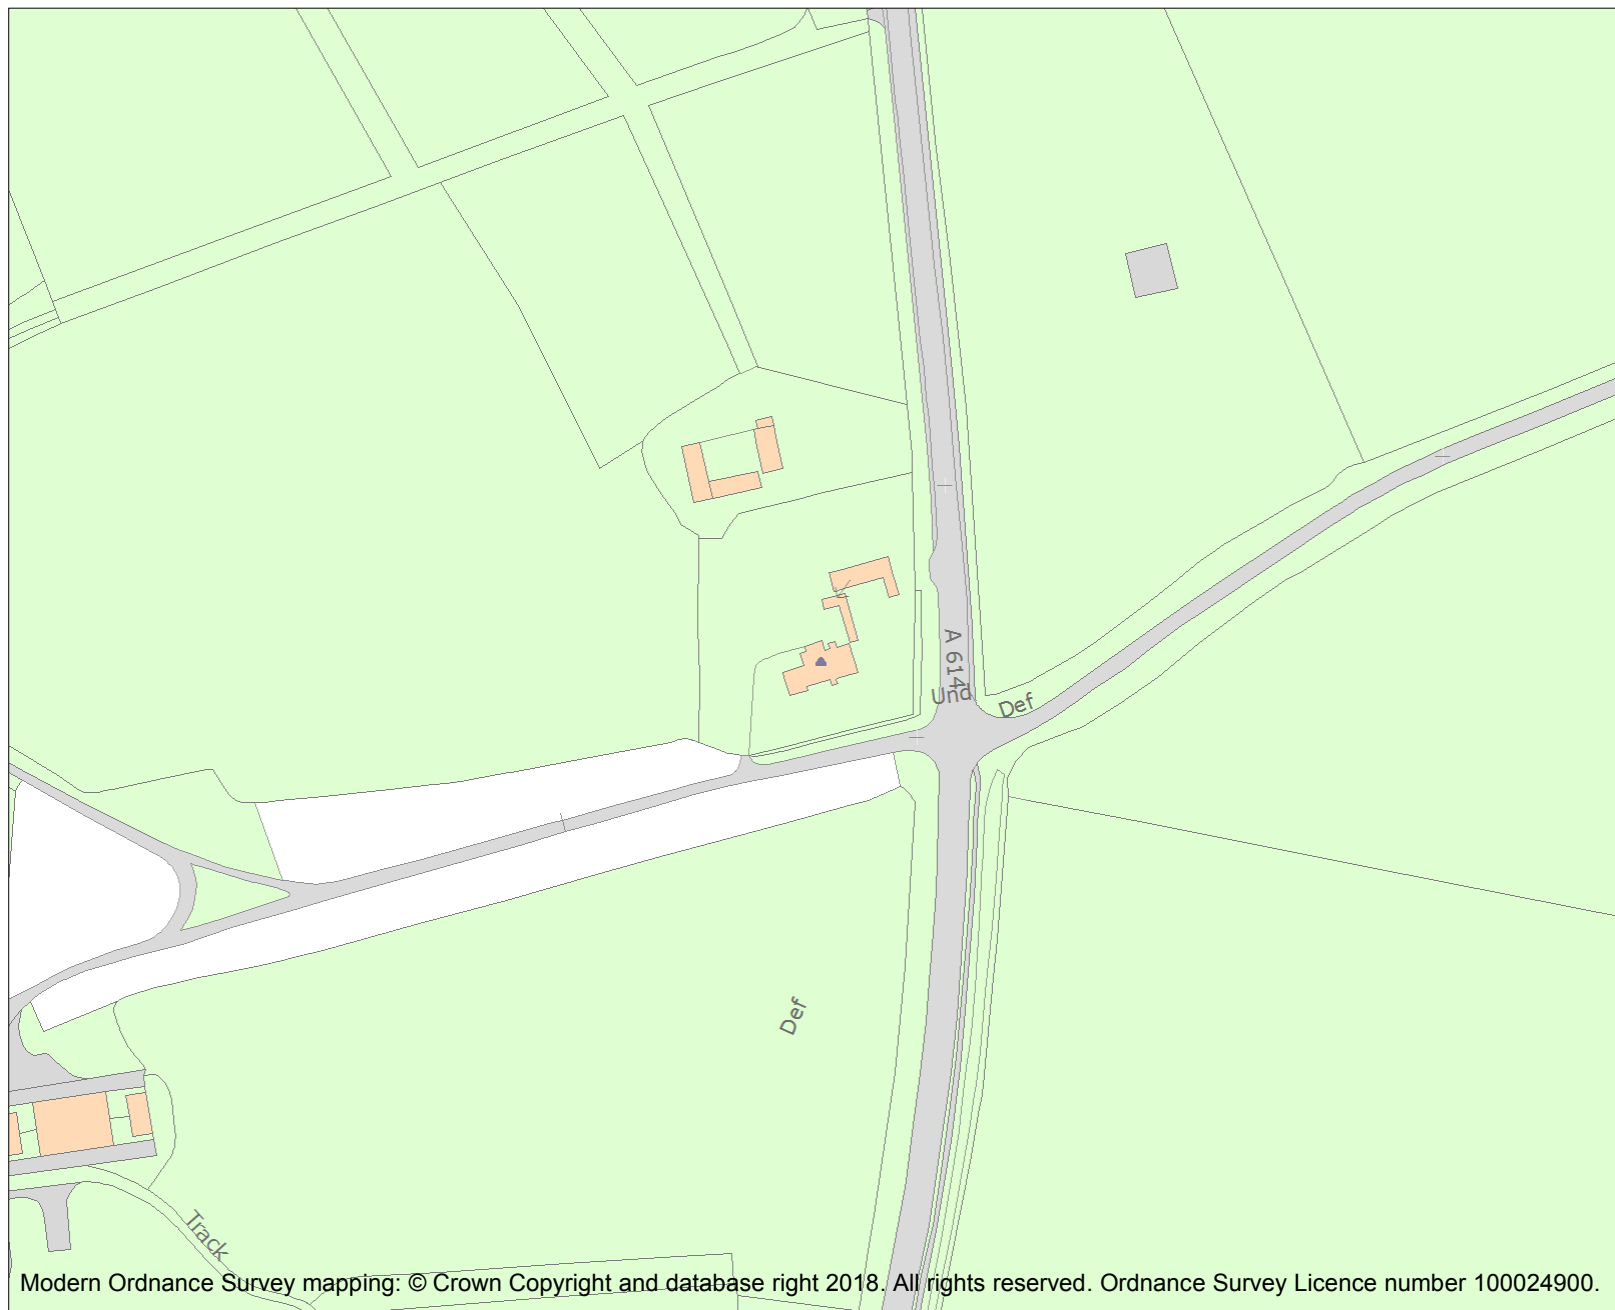 A 614
Und
Def
Def
Track
Modern Ordnance Survey mapping: © Crown Copyright and database right 2018. All rights reserved. Ordnance Survey Licence number 100024900.